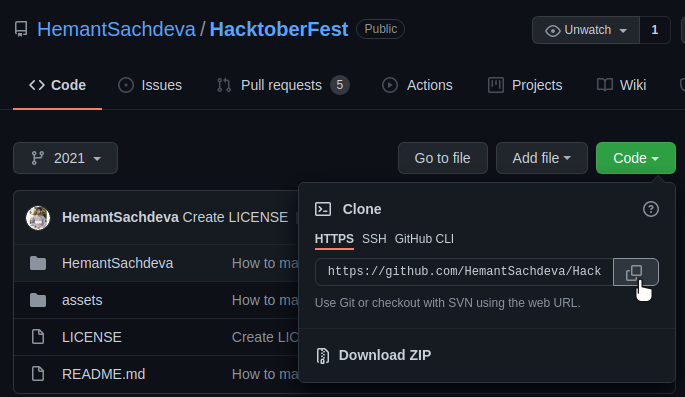 HemantSachdeva / HacktoberFest Public Unwatch 1
Code Issues Pull requests 5 Actions Projects Wiki
2021 Go to file Add file Code
HemantSachdeva Create LICENSE
HemantSachdeva How to ma
assets How to ma
LICENSE Create LIC
README.md How to ma
Clone
HTTPS SSH GitHub CLI
https://github.com/HemantSachdeva/Hack
Use Git or checkout with SVN using the web URL.
Download ZIP